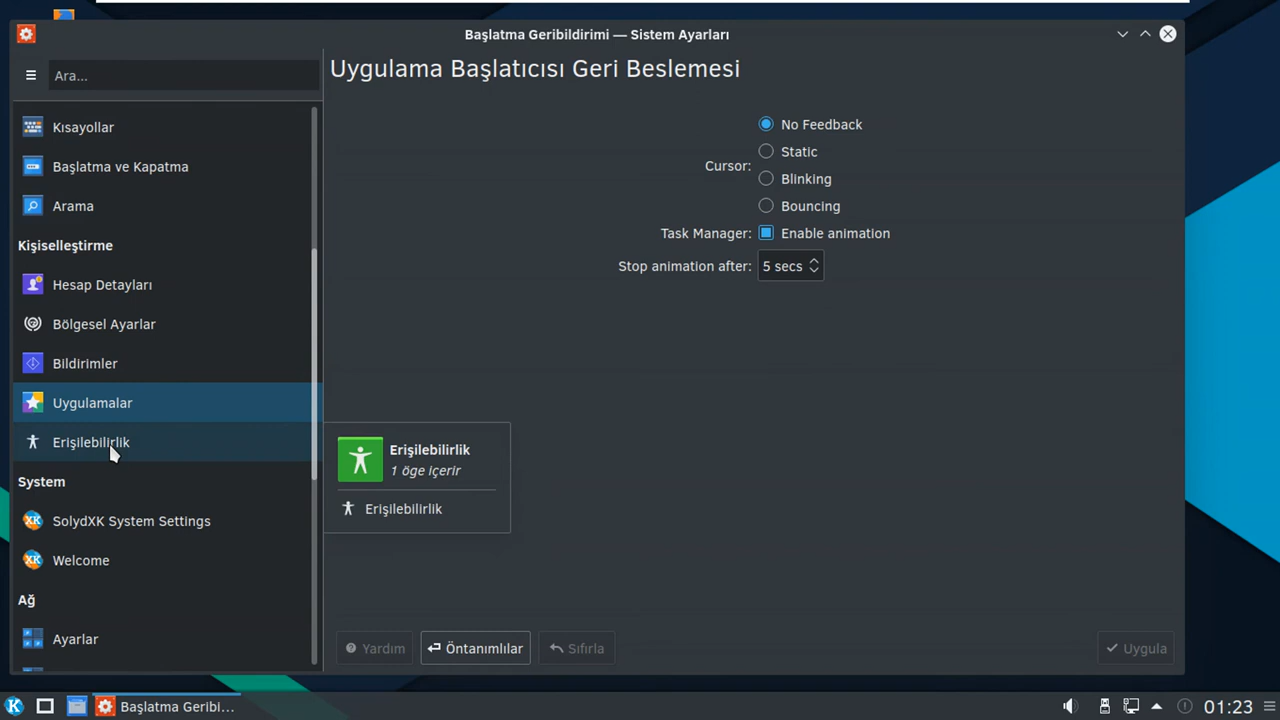 Başlatma Geribildirimi — Sistem Ayarları
Ara...
Uygulama Başlatıcısı Geri Beslemesi
Kısayollar
Başlatma ve Kapatma
Arama
Kişiselleştirme
Hesap Detayları
Bölgesel Ayarlar
Bildirimler
Uygulamalar
Erişilebilirlik
System
SolydXK System Settings
Welcome
Ağ
Ayarlar
No Feedback
Cursor:
Static
Blinking
Bouncing
Task Manager: Enable animation
Stop animation after: 5 secs
Erişilebilirlik
1 öge içerir
Erişilebilirlik
Yardım
Öntanımlılar
Sıfırla
Uygula
Başlatma Geribi...
01:23